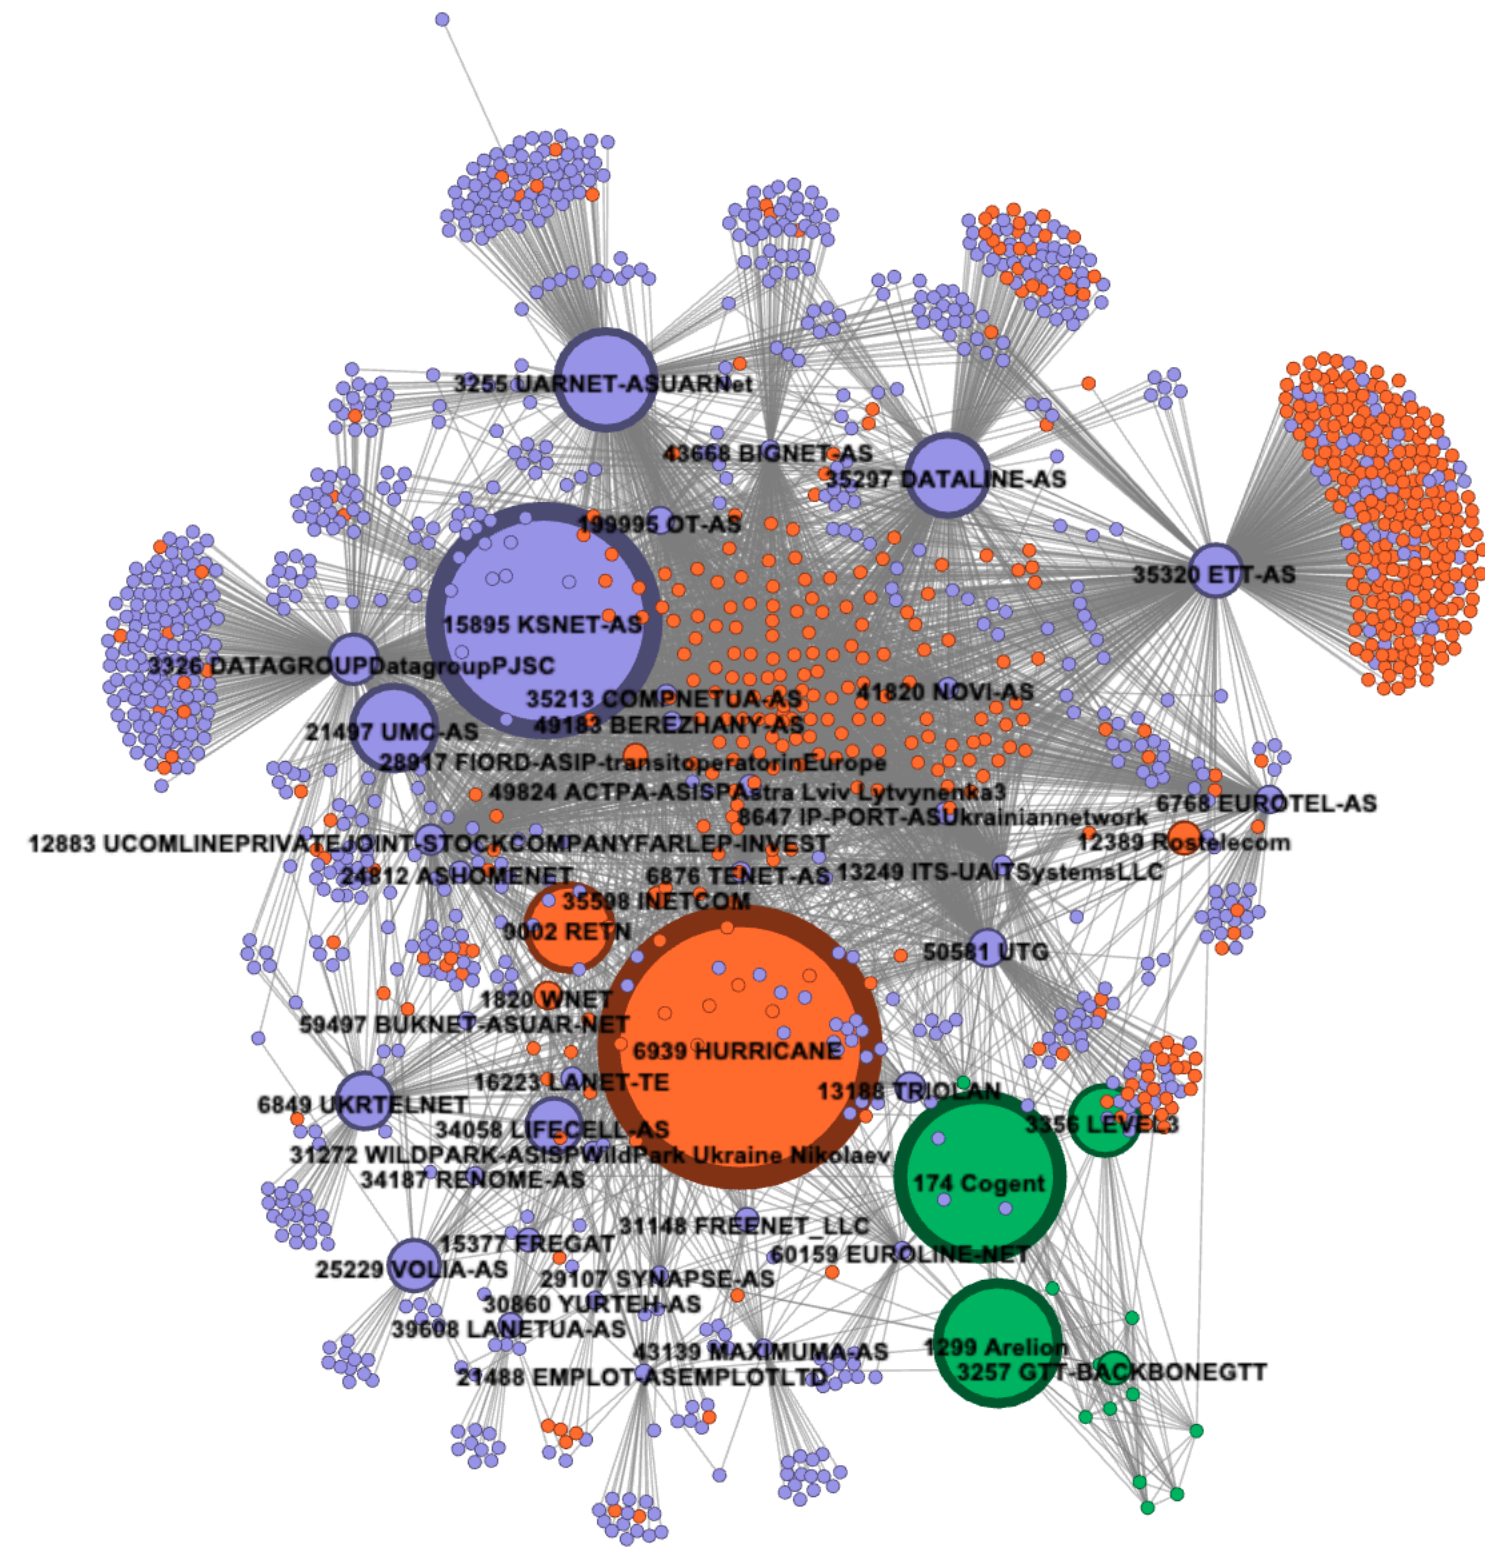 3255 UARNET-ASUARNet
43668 BIGNET-AS
35297 DATALINE-AS
199995 OT-AS
35320 ETT-AS
15895 KSNET-AS
3326 DATAGROUPDatagroupPJSC
35213 COMPNETUA-AS
41820 NOVI-AS
49183 BEREZHANY-AS
21497 UMC-AS
28917 FIORD-ASIP-transitoperatorinEurope
49824 ACTPA-ASISPAstra Lviv Lytvynenka3
6768 EUROTEL-AS
8647 IP-PORT-ASUkrainiannetwork
12389 Rostelecom
12883 UCOMLINEPRIVATEJOINT-STOCKCOMPANYFARLEP-INVEST
24812 ASHOMENET
6876 TENET-AS
13249 ITS-UAITSystemsLLC
35598 INETCOM
9002 RETN
50581 UTG
1820 WNET
59497 BUKNET-ASUAR-NET
6939 HURRICANE
16223 LANET-TE
13188 TRIOLAN
6849 UKRTELNET
3356 LEVEL3
34058 LIFECELL-AS
31272 WILDPARK-ASISPWildPark Ukraine Nikolaev
34187 RENOME-AS
174 Cogent
31148 FREENET_LLC
15377 FREGAT
60159 EUROLINE-NET
25229 VOLIA-AS
29107 SYNAPSE-AS
30860 YURTEH-AS
39608 LANETUA-AS
1299 Arelion
43139 MAXIMUMA-AS
3257 GTT-BACKBONEGTT
21488 EMPLOT-ASEMPLOTLTD